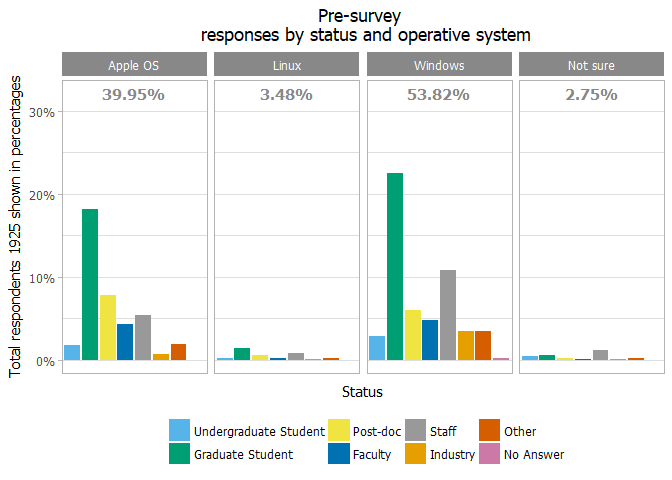 Pre-survey
responses by status and operative system
Apple OS
Linux
Windows
Not sure
39.95%
3.48%
53.82%
2.75%
Total respondents 1925 shown in percentages
30%
20%
10%
0%
Status
Undergraduate Student
Post-doc
Staff
Other
Graduate Student
Faculty
Industry
No Answer